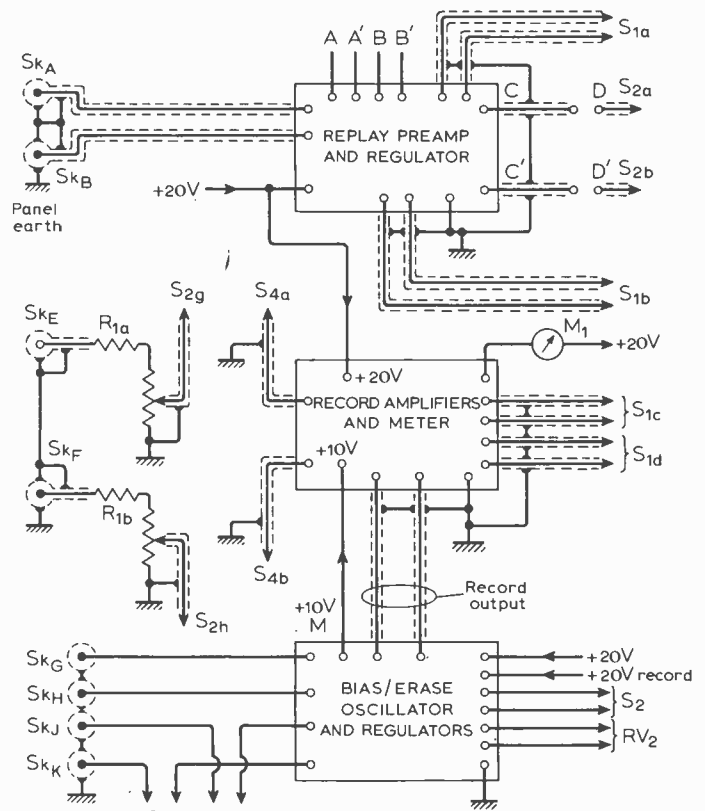 S1a
A A' B B'
SkA
C D S2a
REPLAY PREAMP
AND REGULATOR
SkB
C' D' S2b
+20V
Panel
earth
S1b
SkE
R1a
S2g
S4a
M1
+20V
+20V
RECORD AMPLIFIERS
AND METER
S1c
S1d
+10V
SkF
R1b
S2h
S4b
Record
output
+10V
M
SkG
+20V
+20V record
SkH
BIAS/ERASE
OSCILLATOR
AND REGULATORS
S2
SkJ
RV2
SkK